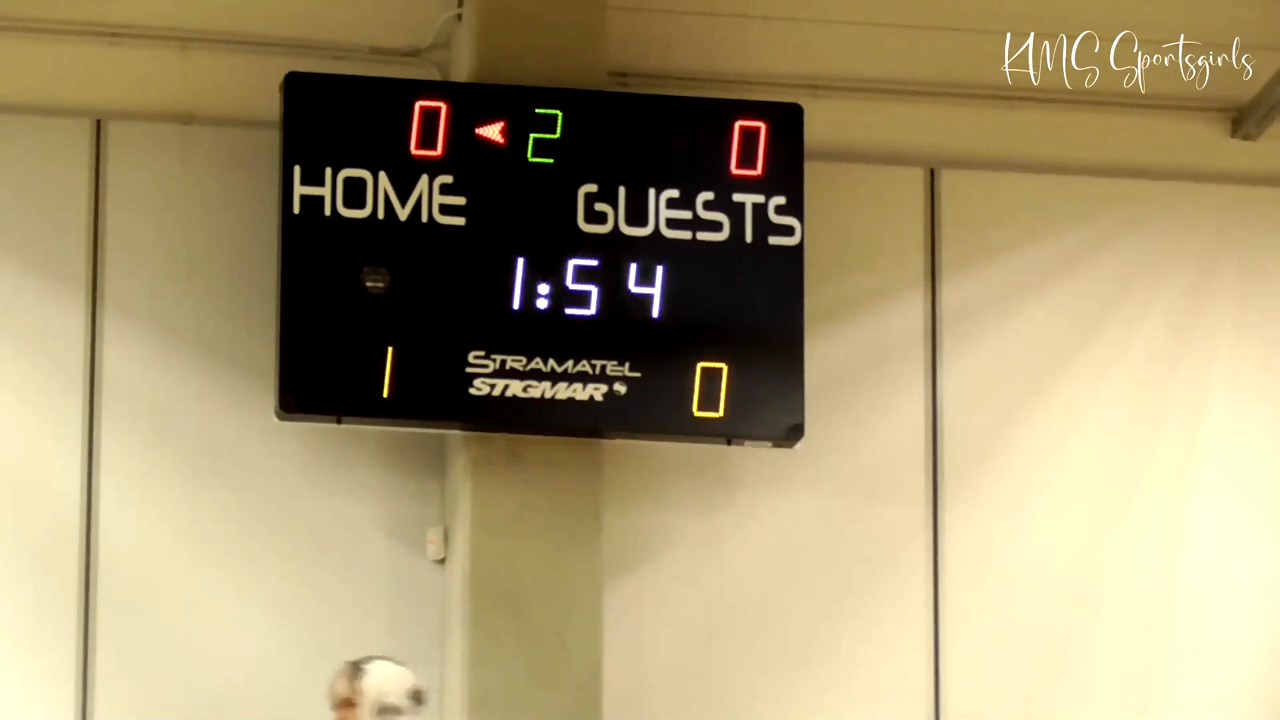 KMS Sportsgirls
0 2 0
HOME GUESTS
1:54
1 STRAMATEL 0
STIGMAR